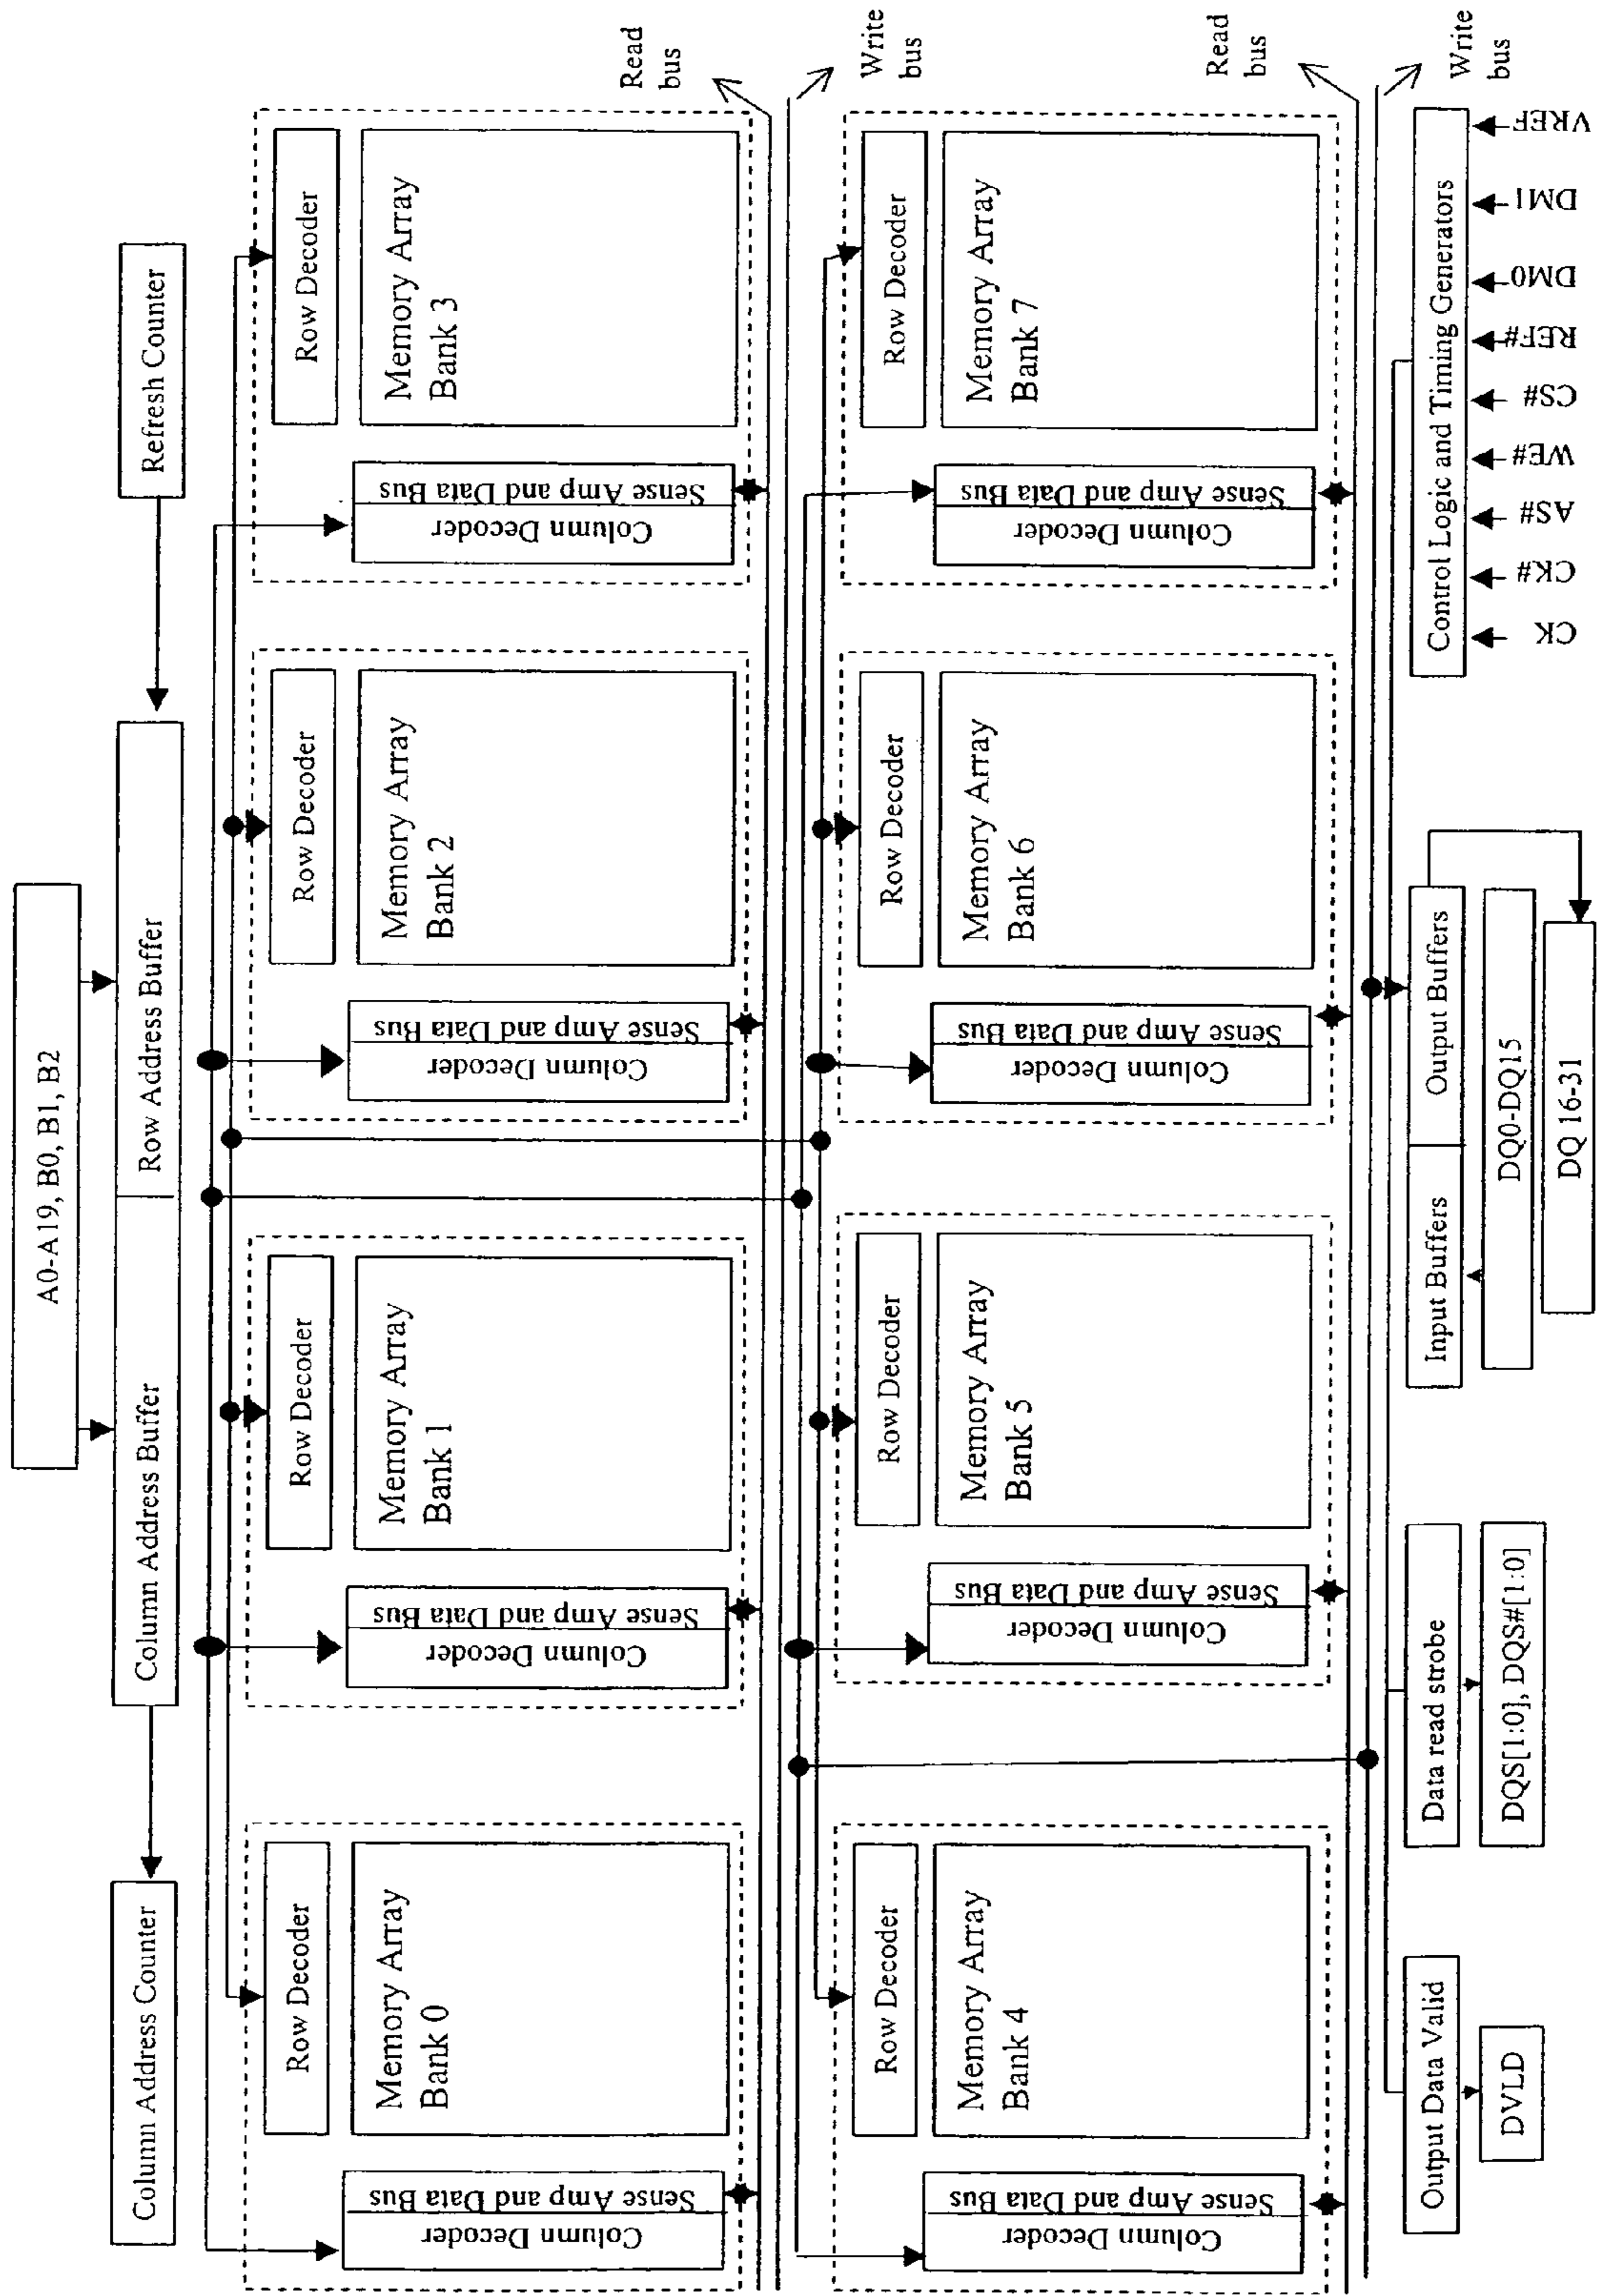 A0-A19, B0, B1, B2
Column Address Counter
Column Address Buffer
Row Address Buffer
Refresh Counter
Row Decoder
Memory Array
Bank 0
Column Decoder
Sense Amp and Data Bus
Row Decoder
Memory Array
Bank 1
Column Decoder
Sense Amp and Data Bus
Row Decoder
Memory Array
Bank 2
Column Decoder
Sense Amp and Data Bus
Row Decoder
Memory Array
Bank 3
Column Decoder
Sense Amp and Data Bus
Read
bus
Write
bus
Row Decoder
Memory Array
Bank 4
Column Decoder
Sense Amp and Data Bus
Row Decoder
Memory Array
Bank 5
Column Decoder
Sense Amp and Data Bus
Row Decoder
Memory Array
Bank 6
Column Decoder
Sense Amp and Data Bus
Row Decoder
Memory Array
Bank 7
Column Decoder
Sense Amp and Data Bus
Read
bus
Write
bus
Output Data Valid
DVLD
Data read strobe
DQS[1:0], DQS#[1:0]
Input Buffers
Output Buffers
DQ0-DQ15
DQ 16-31
Control Logic and Timing Generators
CK
CK#
AS#
WE#
CS#
REF#
DM0
DM1
VREF